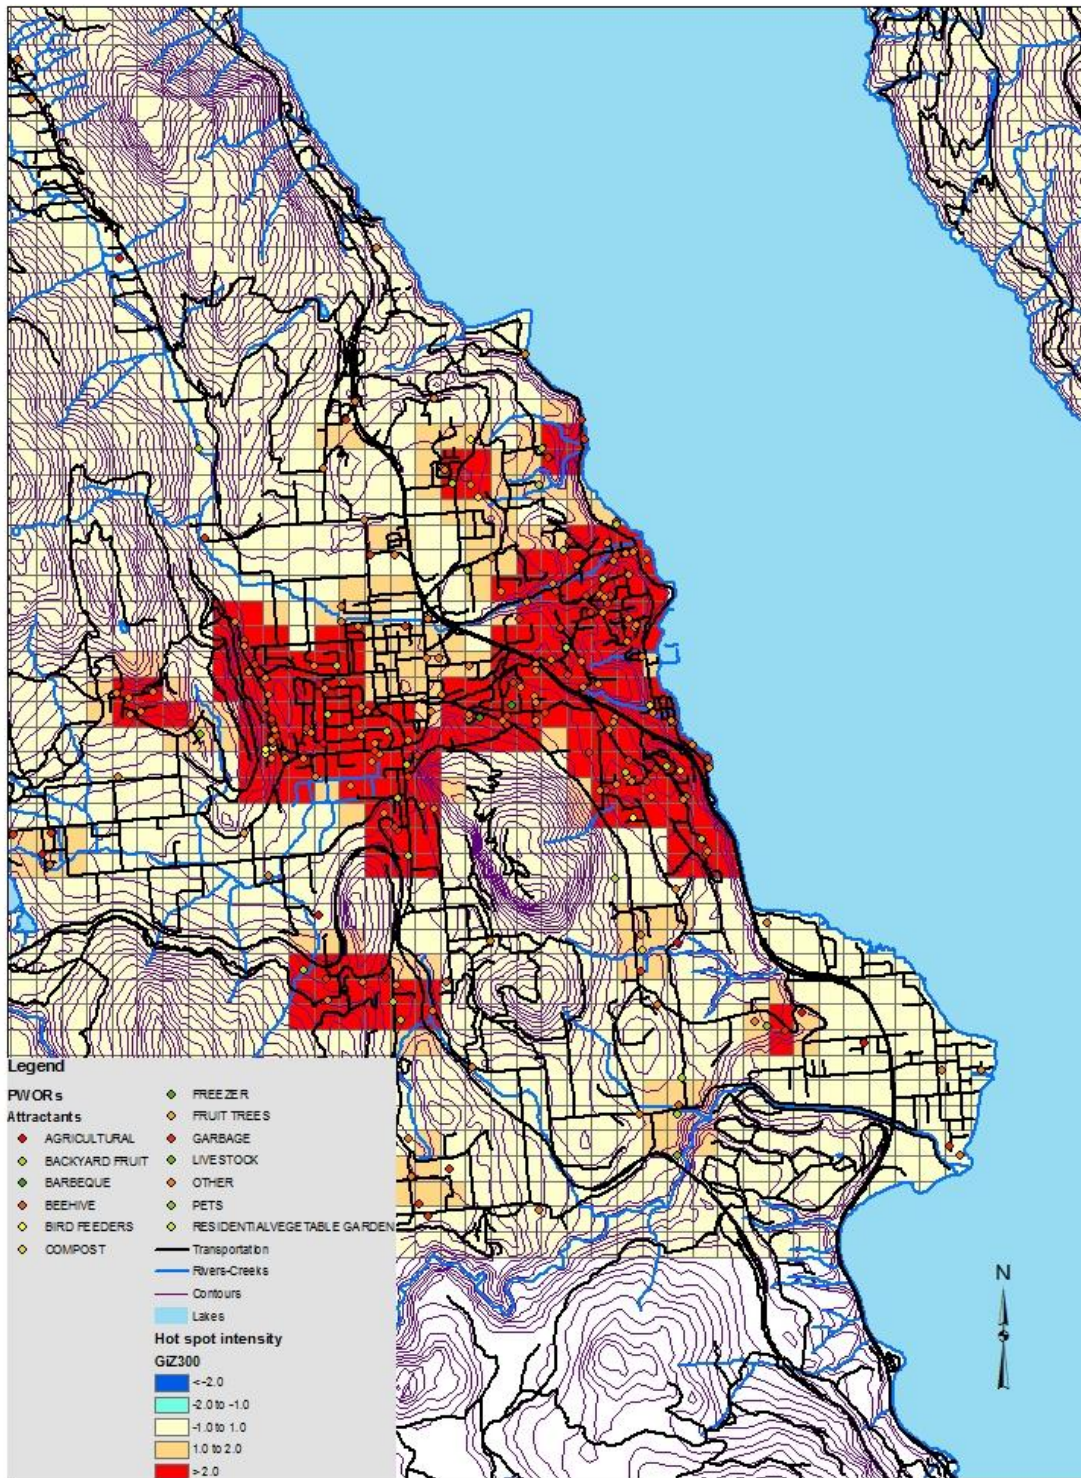 N
Legend
PWORs
Attractants
AGRICULTURAL
BACKYARD FRUIT
BARBEQUE
BEEHIVE
BIRD FEEDERS
COMPOST
FREEZER
FRUIT TREES
GARBAGE
LIVESTOCK
OTHER
PETS
RESIDENTIALVEGETABLE GARDEN
Transportation
Rivers-Creeks
Contours
Lakes
Hot spot intensity
GiZ300
<-2.0
-2.0 to -1.0
-1.0 to 1.0
1.0 to 2.0
>2.0